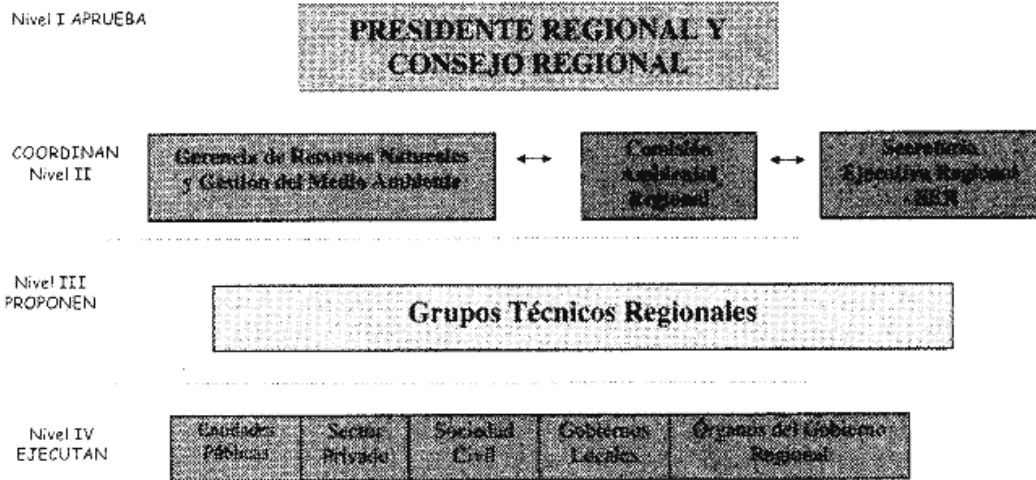 Nivel I APRUEBA
PRESIDENTE REGIONAL Y
CONSEJO REGIONAL
COORDINAN
Nivel II
Gerencia de Recursos Naturales
y Gestión del Medio Ambiente
Comisión
Ambiental
Regional
Secretaría
Ejecutiva Regional
Nivel III
PROPONEN
Grupos Técnicos Regionales
Nivel IV
EJECUTAN
Entidades
Públicas
Sector
Privado
Sociedad
Civil
Gobiernos
Locales
Órganos del Gobierno
Regional